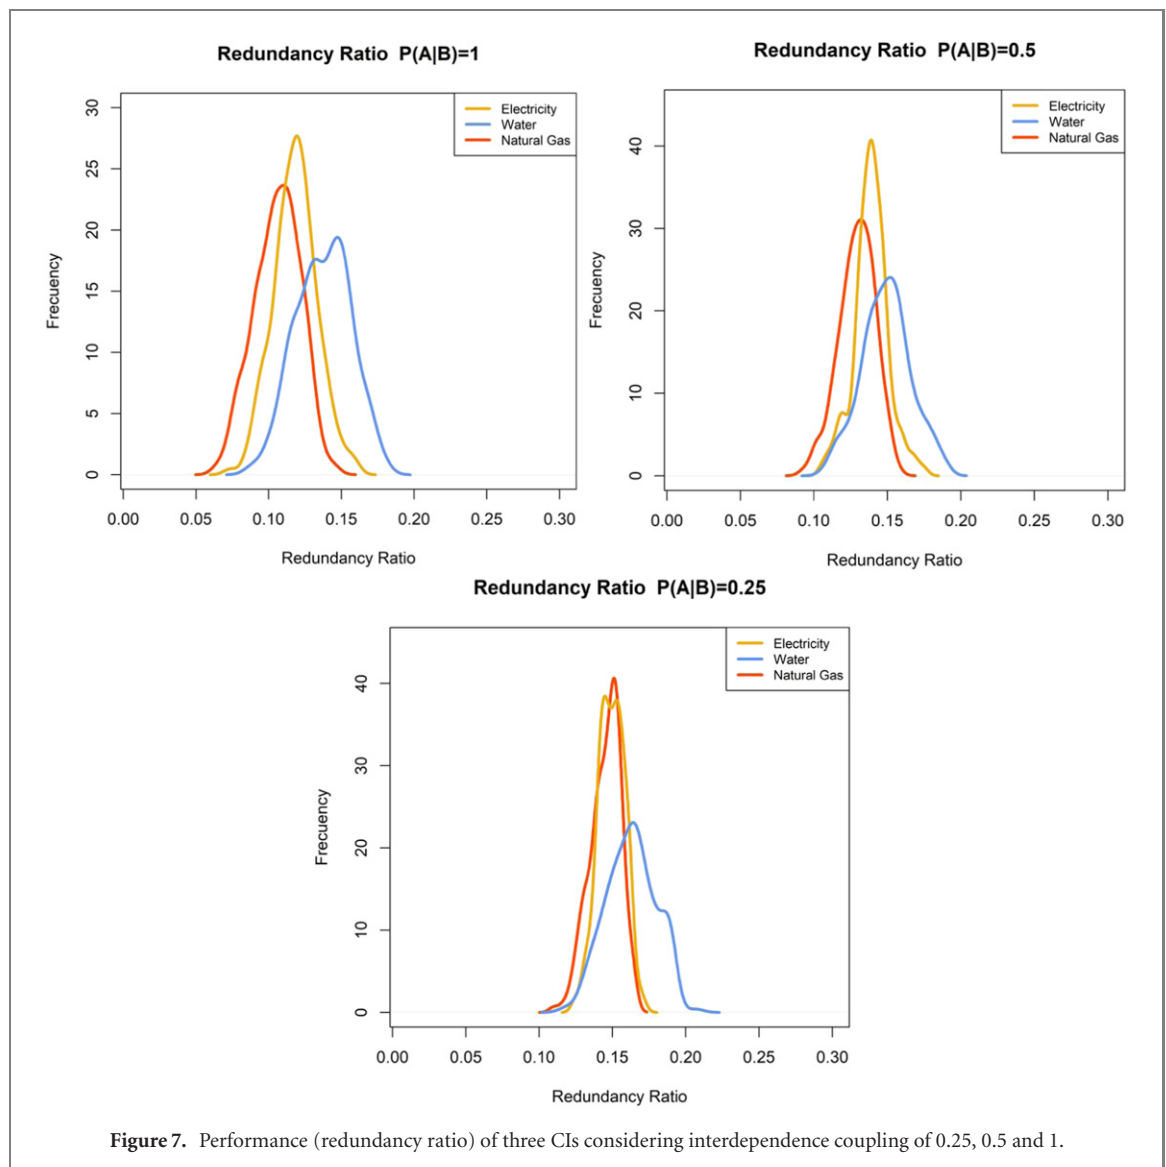 Redundancy Ratio P(A|B)=1
Electricity
Water
Natural Gas
Frecuency
30
25
20
15
10
5
0
0.00 0.05 0.10 0.15 0.20 0.25 0.30
Redundancy Ratio
Redundancy Ratio P(A|B)=0.5
Electricity
Water
Natural Gas
Frecuency
40
30
20
10
0
0.00 0.05 0.10 0.15 0.20 0.25 0.30
Redundancy Ratio
Redundancy Ratio P(A|B)=0.25
Electricity
Water
Natural Gas
Frecuency
40
30
20
10
0
0.00 0.05 0.10 0.15 0.20 0.25 0.30
Redundancy Ratio
Figure 7. Performance (redundancy ratio) of three CIs considering interdependence coupling of 0.25, 0.5 and 1.